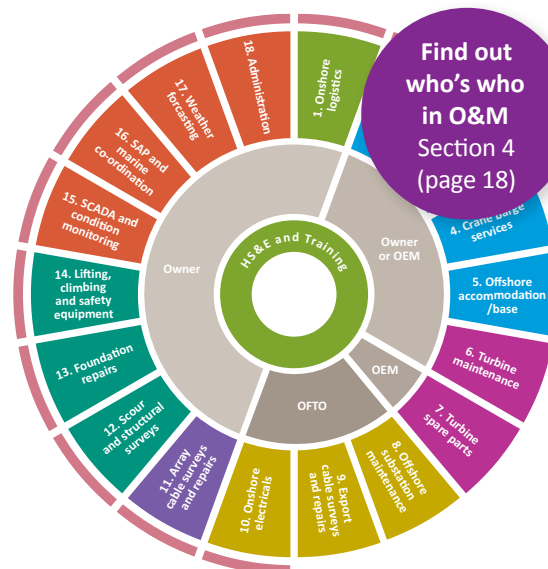 Find out
who's who
in O&M
Section 4
(page 18)
1. Onshore
logistics
4. Crane barge
services
5. Offshore
accommodation
/base
6. Turbine
maintenance
7. Turbine
spare parts
8. Offshore
substation
maintenance
9. Export
cable surveys
and repairs
10. Onshore
electricals
11. Array
cable surveys
and repairs
12. Scour
and structural
surveys
13. Foundation
repairs
14. Lifting,
climbing
and safety
equipment
15. SCADA and
condition
monitoring
16. SAP and
marine
co-ordination
17. Weather
forcasting
18. Administration
Owner
Owner
or OEM
OEM
OFTO
HS&E and Training